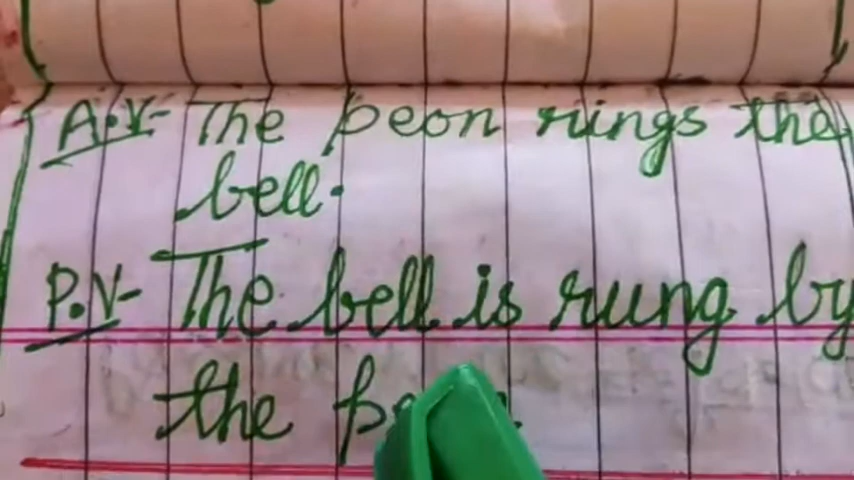 A.V- The peon rings the
bell.
P.V- The bell is rung by
the